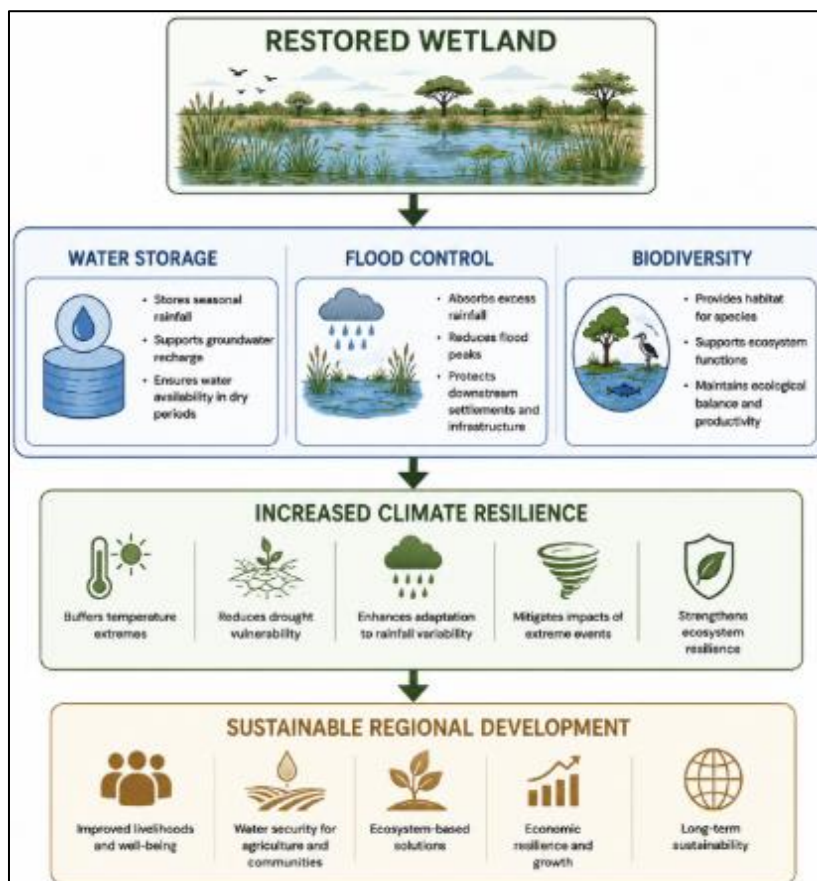 RESTORED WETLAND
WATER STORAGE
• Stores seasonal
rainfall
• Supports groundwater
recharge
• Ensures water
availability in dry
periods
FLOOD CONTROL
• Absorbs excess
rainfall
• Reduces flood
peaks
• Protects
downstream
settlements and
infrastructure
BIODIVERSITY
• Provides habitat
for species
• Supports ecosystem
functions
• Maintains ecological
balance and
productivity
INCREASED CLIMATE RESILIENCE
Buffers temperature
extremes
Reduces drought
vulnerability
Enhances adaptation
to rainfall variability
Mitigates impacts of
extreme events
Strengthens
ecosystem
resilience
SUSTAINABLE REGIONAL DEVELOPMENT
Improved livelihoods
and well-being
Water security for
agriculture and
communities
Ecosystem-based
solutions
Economic
resilience and
growth
Long-term
sustainability